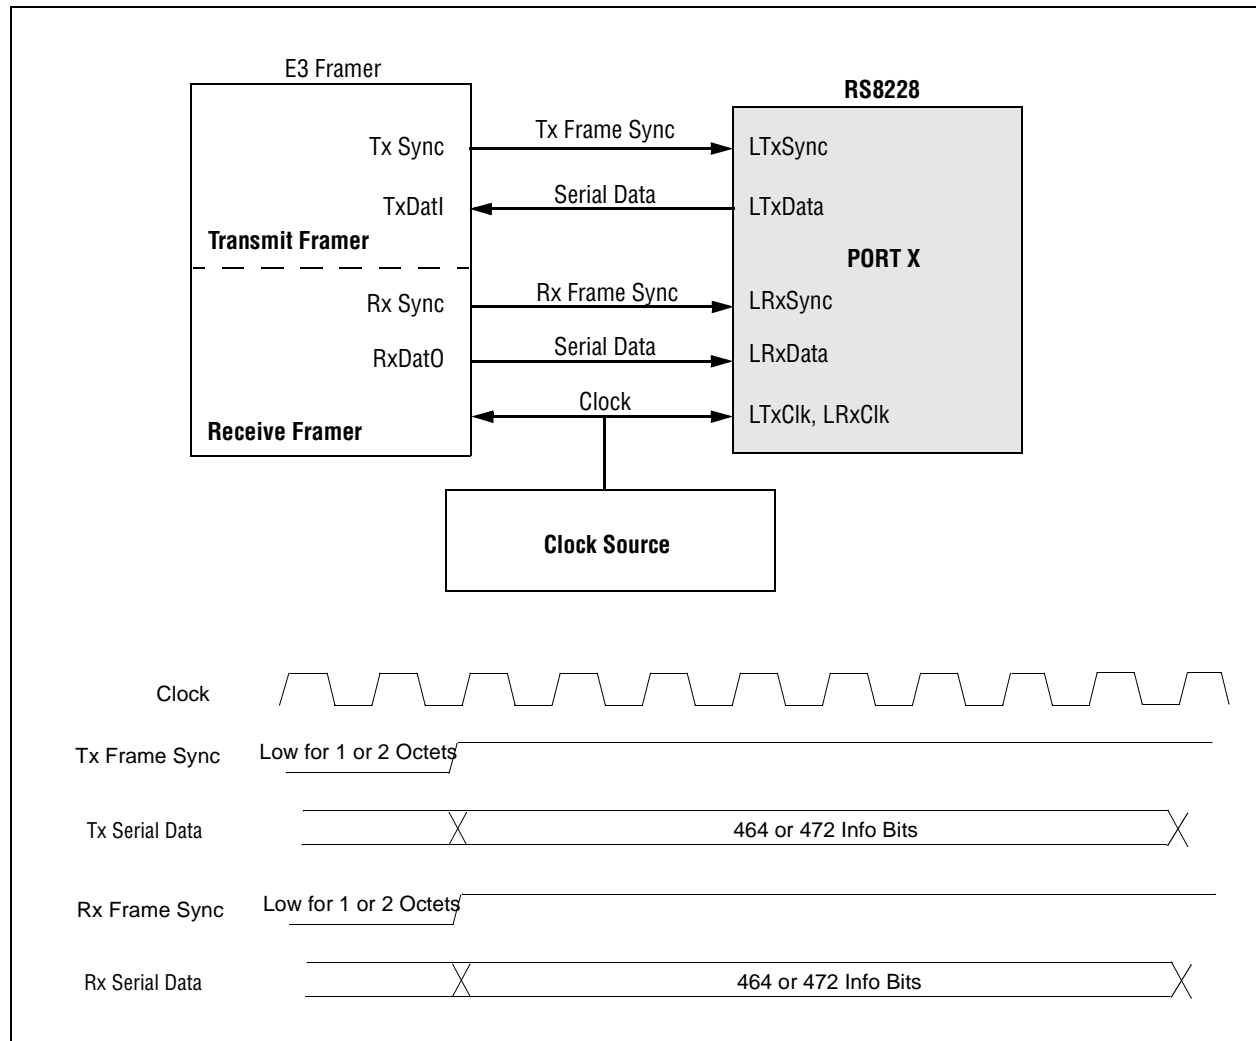 E3 Framer
RS8228
Tx Sync
Tx Frame Sync
LTxSync
TxDatI
Serial Data
LTxData
Transmit Framer
PORT X
Rx Sync
Rx Frame Sync
LRxSync
RxDatO
Serial Data
LRxData
Clock
LTxClk, LRxClk
Receive Framer
Clock Source
Clock
Tx Frame Sync
Low for 1 or 2 Octets
Tx Serial Data
464 or 472 Info Bits
Rx Frame Sync
Low for 1 or 2 Octets
Rx Serial Data
464 or 472 Info Bits